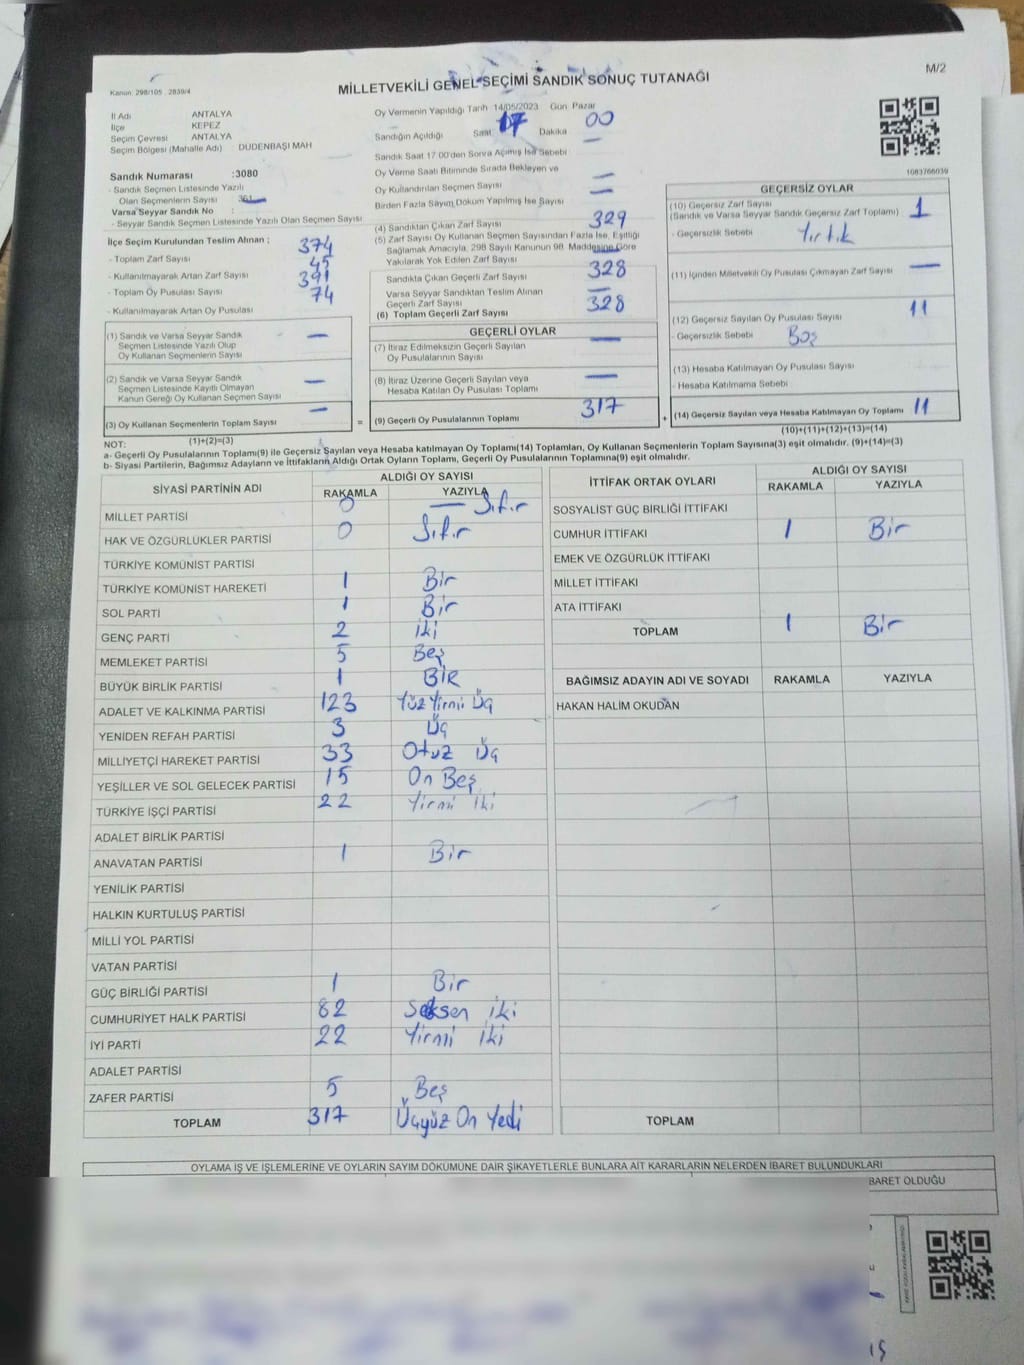 M/2
Kanun: 298/105 , 2839/4
MİLLETVEKİLİ GENEL SEÇİMİ SANDIK SONUÇ TUTANAĞI
İl Adı ANTALYA
İlçe KEPEZ
Seçim Çevresi ANTALYA
Seçim Bölgesi (Mahalle Adı) : DÜDENBAŞI MAH
Sandık Numarası :3080
- Sandık Seçmen Listesinde Yazılı
Olan Seçmenlerin Sayısı 361
Varsa Seyyar Sandık No :
- Seyyar Sandık Seçmen Listesinde Yazılı Olan Seçmen Sayısı
İlçe Seçim Kurulundan Teslim Alınan ;
- Toplam Zarf Sayısı 374
- Kullanılmayarak Artan Zarf Sayısı 45
- Toplam Oy Pusulası Sayısı 391
- Kullanılmayarak Artan Oy Pusulası 74
(1) Sandık ve Varsa Seyyar Sandık
Seçmen Listesinde Yazılı Olup
Oy Kullanan Seçmenlerin Sayısı —
(2) Sandık ve Varsa Seyyar Sandık
Seçmen Listesinde Kayıtlı Olmayan
Kanun Gereği Oy Kullanan Seçmen Sayısı —
(3) Oy Kullanan Seçmenlerin Toplam Sayısı — =
(1)+(2)=(3)
Oy Vermenin Yapıldığı Tarih 14/05/2023 Gün Pazar
Sandığın Açıldığı Saat 17 Dakika 00
Sandık Saat 17.00'den Sonra Açılmış İse Sebebi —
Oy Verme Saati Bitiminde Sırada Bekleyen ve
Oy Kullandırılan Seçmen Sayısı —
Birden Fazla Sayım Döküm Yapılmış İse Sayısı —
(4) Sandıktan Çıkan Zarf Sayısı 329
(5) Zarf Sayısı Oy Kullanan Seçmen Sayısından Fazla İse, Eşitliği
Sağlamak Amacıyla, 298 Sayılı Kanunun 98. Maddesine Göre
Yakılarak Yok Edilen Zarf Sayısı —
Sandıkta Çıkan Geçerli Zarf Sayısı 328
Varsa Seyyar Sandıktan Teslim Alınan
Geçerli Zarf Sayısı —
(6) Toplam Geçerli Zarf Sayısı 328
GEÇERLİ OYLAR
(7) İtiraz Edilmeksizin Geçerli Sayılan
Oy Pusulalarının Sayısı —
(8) İtiraz Üzerine Geçerli Sayılan veya
Hesaba Katılan Oy Pusulası Toplamı —
(9) Geçerli Oy Pusulalarının Toplamı 317 +
1083766039
GEÇERSİZ OYLAR
(10) Geçersiz Zarf Sayısı
(Sandık ve Varsa Seyyar Sandık Geçersiz Zarf Toplamı) 1
- Geçersizlik Sebebi Yırtık
(11) İçinden Milletvekili Oy Pusulası Çıkmayan Zarf Sayısı —
(12) Geçersiz Sayılan Oy Pusulası Sayısı 11
- Geçersizlik Sebebi Boş
(13) Hesaba Katılmayan Oy Pusulası Sayısı
- Hesaba Katılmama Sebebi
(14) Geçersiz Sayılan veya Hesaba Katılmayan Oy Toplamı 11
(10)+(11)+(12)+(13)=(14)
NOT:
a- Geçerli Oy Pusulalarının Toplamı(9) ile Geçersiz Sayılan veya Hesaba katılmayan Oy Toplamı(14) Toplamları, Oy Kullanan Seçmenlerin Toplam Sayısına(3) eşit olmalıdır. (9)+(14)=(3)
b- Siyasi Partilerin, Bağımsız Adayların ve İttifakların Aldığı Ortak Oyların Toplamı, Geçerli Oy Pusulalarının Toplamına(9) eşit olmalıdır.
SİYASİ PARTİNİN ADI ALDIĞI OY SAYISI
RAKAMLA YAZIYLA
MİLLET PARTİSİ 0 — Sıfır
HAK VE ÖZGÜRLÜKLER PARTİSİ 0 Sıfır
TÜRKİYE KOMÜNİST PARTİSİ
TÜRKİYE KOMÜNİST HAREKETİ 1 Bir
SOL PARTİ 1 Bir
GENÇ PARTİ 2 iki
MEMLEKET PARTİSİ 5 Beş
BÜYÜK BİRLİK PARTİSİ 1 BİR
ADALET VE KALKINMA PARTİSİ 123 Yüz Yirmi Üç
YENİDEN REFAH PARTİSİ 3 Üç
MİLLİYETÇİ HAREKET PARTİSİ 33 Otuz Üç
YEŞİLLER VE SOL GELECEK PARTİSİ 15 On Beş
TÜRKİYE İŞÇİ PARTİSİ 22 Yirmi iki
ADALET BİRLİK PARTİSİ
ANAVATAN PARTİSİ 1 Bir
YENİLİK PARTİSİ
HALKIN KURTULUŞ PARTİSİ
MİLLİ YOL PARTİSİ
VATAN PARTİSİ
GÜÇ BİRLİĞİ PARTİSİ 1 Bir
CUMHURİYET HALK PARTİSİ 82 Seksen iki
İYİ PARTİ 22 Yirmi iki
ADALET PARTİSİ
ZAFER PARTİSİ 5 Beş
TOPLAM 317 Üçyüz On Yedi
İTTİFAK ORTAK OYLARI ALDIĞI OY SAYISI
RAKAMLA YAZIYLA
SOSYALİST GÜÇ BİRLİĞİ İTTİFAKI
CUMHUR İTTİFAKI 1 Bir
EMEK VE ÖZGÜRLÜK İTTİFAKI
MİLLET İTTİFAKI
ATA İTTİFAKI
TOPLAM 1 Bir
BAĞIMSIZ ADAYIN ADI VE SOYADI RAKAMLA YAZIYLA
HAKAN HALİM OKUDAN
TOPLAM
OYLAMA İŞ VE İŞLEMLERİNE VE OYLARIN SAYIM DÖKÜMÜNE DAİR ŞİKAYETLERLE BUNLARA AİT KARARLARIN NELERDEN İBARET BULUNDUKLARI
BARET OLDUĞU